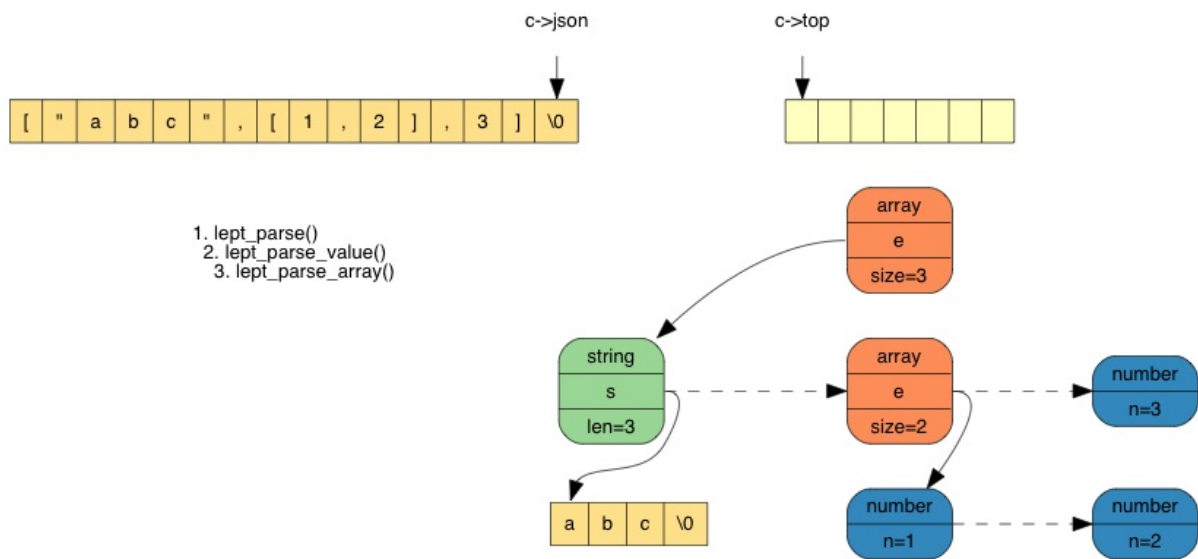 c->json
c->top
[ " a b c " , [ 1 , 2 ] , 3 ] \0
1. lept_parse()
2. lept_parse_value()
3. lept_parse_array()
array
e
size=3
string
s
len=3
array
e
size=2
number
n=3
a b c \0
number
n=1
number
n=2